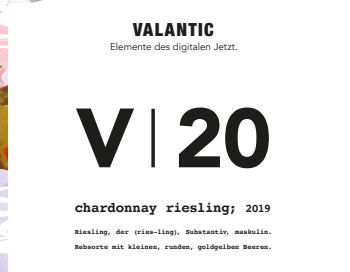 VALANTIC
Elemente des digitalen Jetzt.
V | 20
chardonnay riesling; 2019
Riesling, der (ries-ling), Substantiv, maskulin.
Rebsorte mit kleinen, runden, goldgelben Beeren.